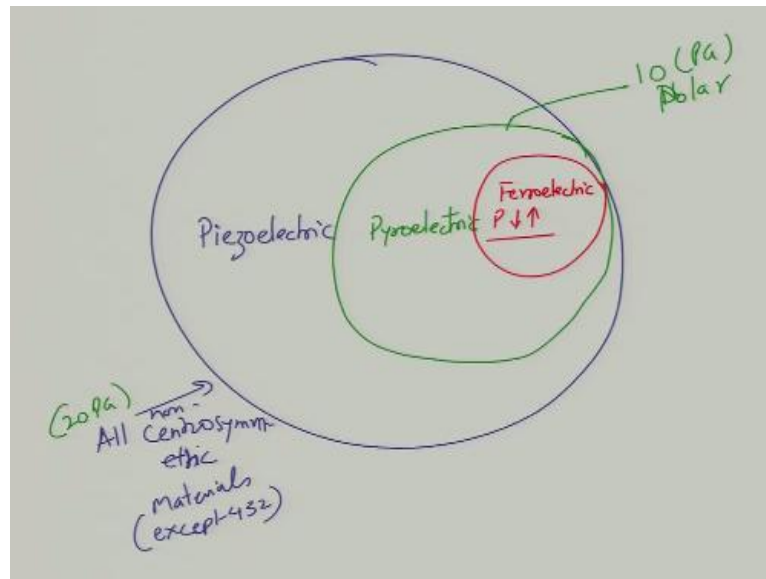 10 (PG)
Polar
Ferroelectric
P ↓↑
Piezoelectric
Pyroelectric
(20 PG)
All non-
Centrosymm-
etric
Materials
(except 432)